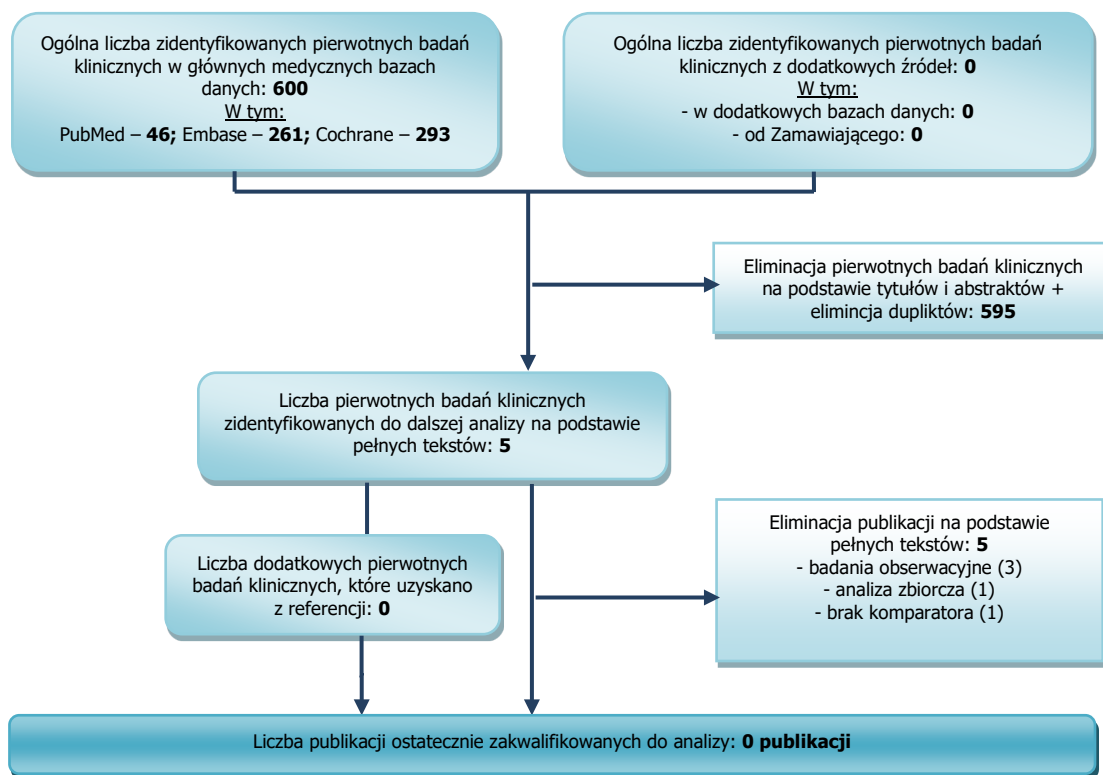 Ogólna liczba zidentyfikowanych pierwotnych badań
klinicznych w głównych medycznych bazach
danych: 600
W tym:
PubMed – 46; Embase – 261; Cochrane – 293
Ogólna liczba zidentyfikowanych pierwotnych badań
klinicznych z dodatkowych źródeł: 0
W tym:
- w dodatkowych bazach danych: 0
- od Zamawiającego: 0
Eliminacja pierwotnych badań klinicznych
na podstawie tytułów i abstraktów +
elimincja dupliktów: 595
Liczba pierwotnych badań klinicznych
zidentyfikowanych do dalszej analizy na podstawie
pełnych tekstów: 5
Liczba dodatkowych pierwotnych
badań klinicznych, które uzyskano
z referencji: 0
Eliminacja publikacji na podstawie
pełnych tekstów: 5
- badania obserwacyjne (3)
- analiza zbiorcza (1)
- brak komparatora (1)
Liczba publikacji ostatecznie zakwalifikowanych do analizy: 0 publikacji